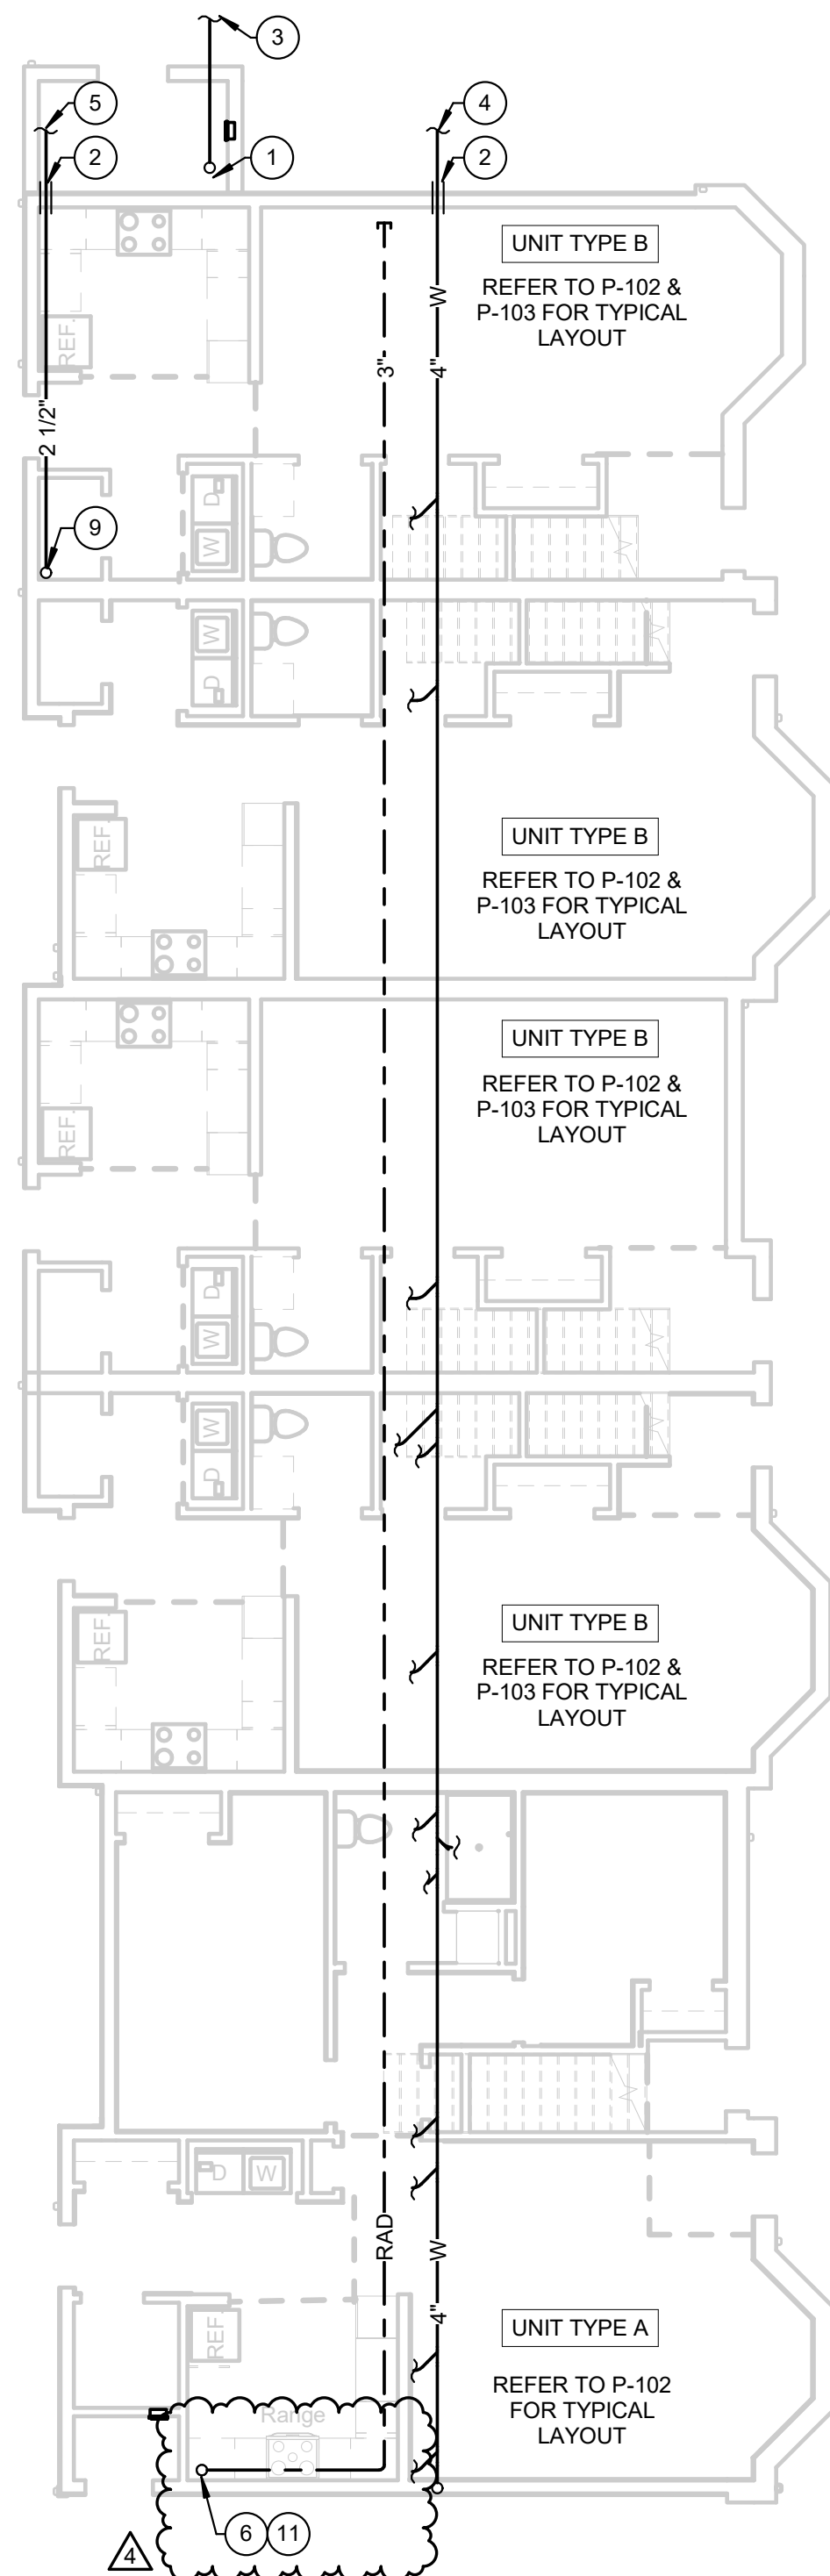 3
5
4
2
1
2
UNIT TYPE B
REFER TO P-102 &
P-103 FOR TYPICAL
LAYOUT
W
REF.
3"
4"
2 1/2"
D
W
9
W
D
UNIT TYPE B
REFER TO P-102 &
P-103 FOR TYPICAL
LAYOUT
REF.
UNIT TYPE B
REFER TO P-102 &
P-103 FOR TYPICAL
LAYOUT
REF.
D
W
W
D
UNIT TYPE B
REFER TO P-102 &
P-103 FOR TYPICAL
LAYOUT
REF.
D W
RAD
W
4"
UNIT TYPE A
REFER TO P-102
FOR TYPICAL
LAYOUT
REF.
Range
6 11
4